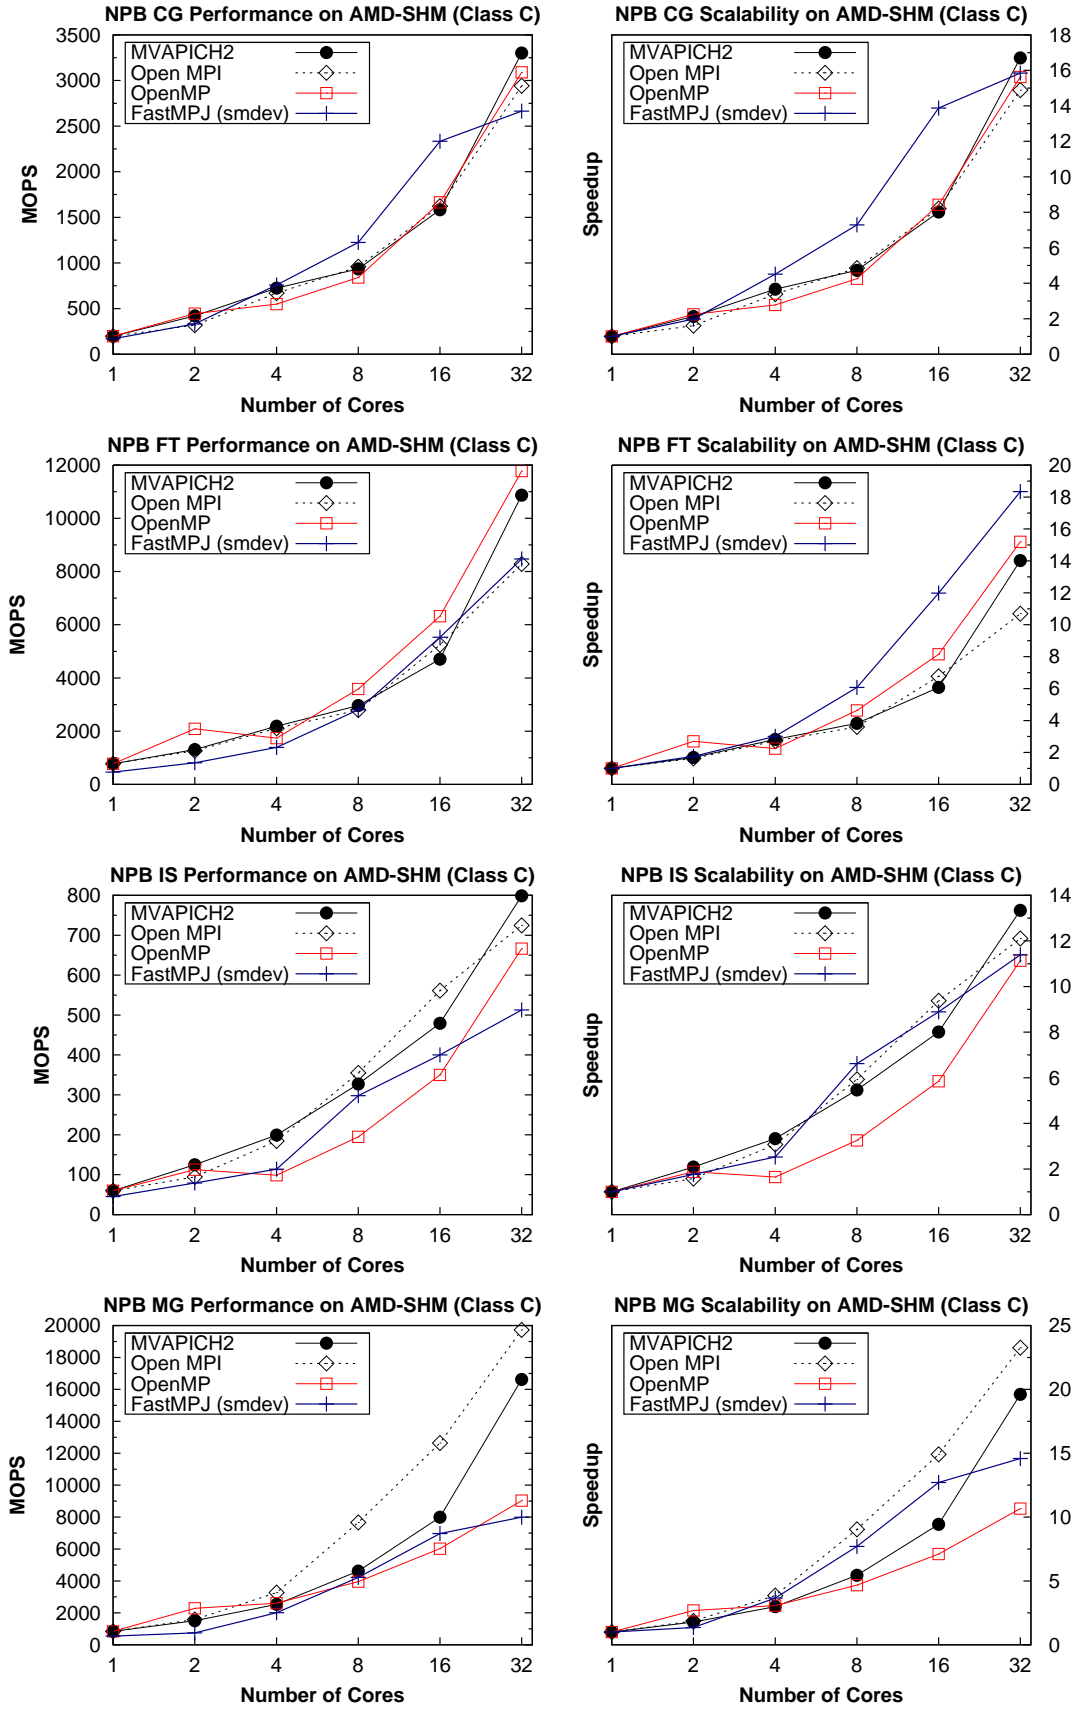 NPB CG Performance on AMD-SHM (Class C)
3500
3000
2500
2000
1500
1000
500
0
MOPS
MVAPICH2
Open MPI
OpenMP
FastMPJ (smdev)
1 2 4 8 16 32
Number of Cores
NPB CG Scalability on AMD-SHM (Class C)
MVAPICH2
Open MPI
OpenMP
FastMPJ (smdev)
Speedup
18
16
14
12
10
8
6
4
2
0
1 2 4 8 16 32
Number of Cores
NPB FT Performance on AMD-SHM (Class C)
12000
10000
8000
6000
4000
2000
0
MOPS
MVAPICH2
Open MPI
OpenMP
FastMPJ (smdev)
1 2 4 8 16 32
Number of Cores
NPB FT Scalability on AMD-SHM (Class C)
MVAPICH2
Open MPI
OpenMP
FastMPJ (smdev)
Speedup
20
18
16
14
12
10
8
6
4
2
0
1 2 4 8 16 32
Number of Cores
NPB IS Performance on AMD-SHM (Class C)
800
700
600
500
400
300
200
100
0
MOPS
MVAPICH2
Open MPI
OpenMP
FastMPJ (smdev)
1 2 4 8 16 32
Number of Cores
NPB IS Scalability on AMD-SHM (Class C)
MVAPICH2
Open MPI
OpenMP
FastMPJ (smdev)
Speedup
14
12
10
8
6
4
2
0
1 2 4 8 16 32
Number of Cores
NPB MG Performance on AMD-SHM (Class C)
20000
18000
16000
14000
12000
10000
8000
6000
4000
2000
0
MOPS
MVAPICH2
Open MPI
OpenMP
FastMPJ (smdev)
1 2 4 8 16 32
Number of Cores
NPB MG Scalability on AMD-SHM (Class C)
MVAPICH2
Open MPI
OpenMP
FastMPJ (smdev)
Speedup
25
20
15
10
5
0
1 2 4 8 16 32
Number of Cores